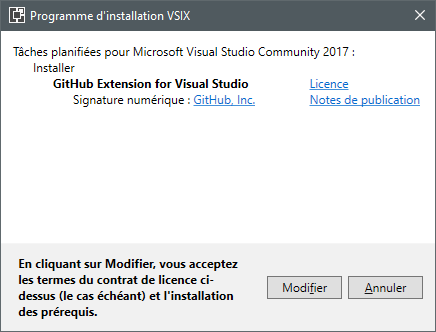 Programme d'installation VSIX
Tâches planifiées pour Microsoft Visual Studio Community 2017 :
Installer
GitHub Extension for Visual Studio Licence
Signature numérique : GitHub, Inc. Notes de publication
En cliquant sur Modifier, vous acceptez
les termes du contrat de licence ci-
dessus (le cas échéant) et l'installation
des prérequis.
Modifier Annuler